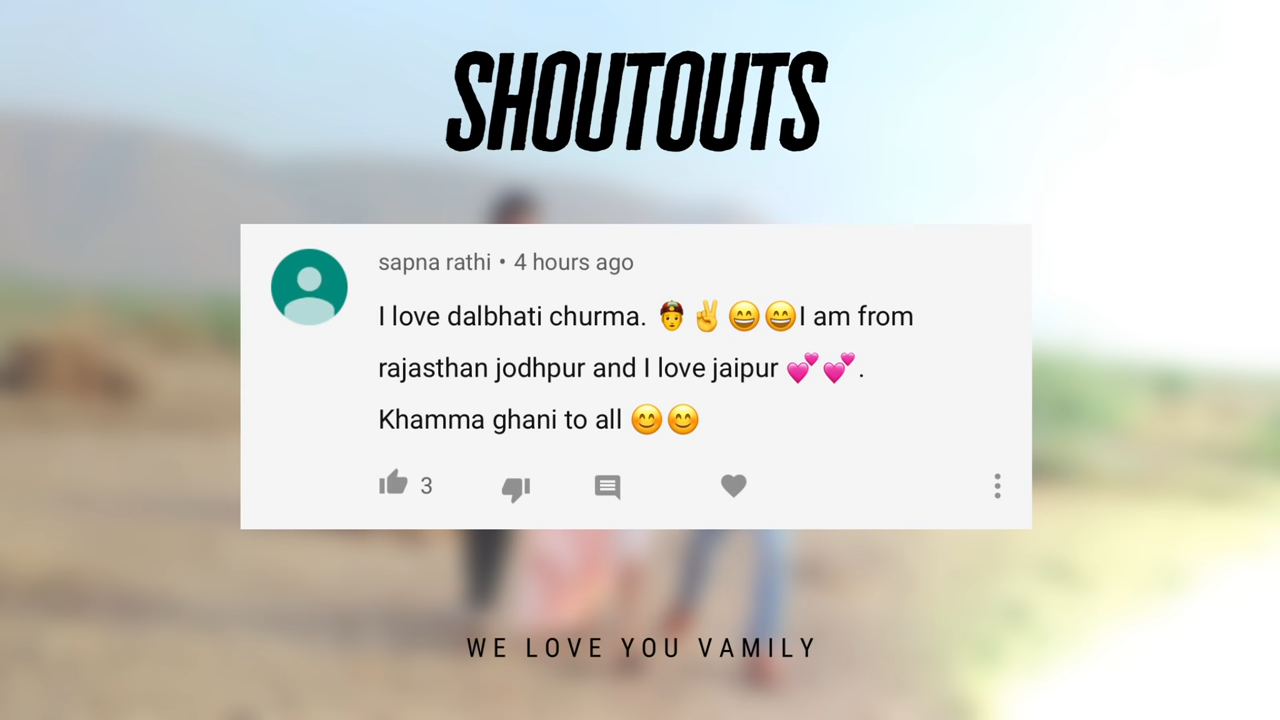 SHOUTOUTS
sapna rathi • 4 hours ago
I love dalbhati churma. 👲✌️😄😄I am from
rajasthan jodhpur and I love jaipur 💕💕.
Khamma ghani to all 😊😊
3
WE LOVE YOU VAMILY